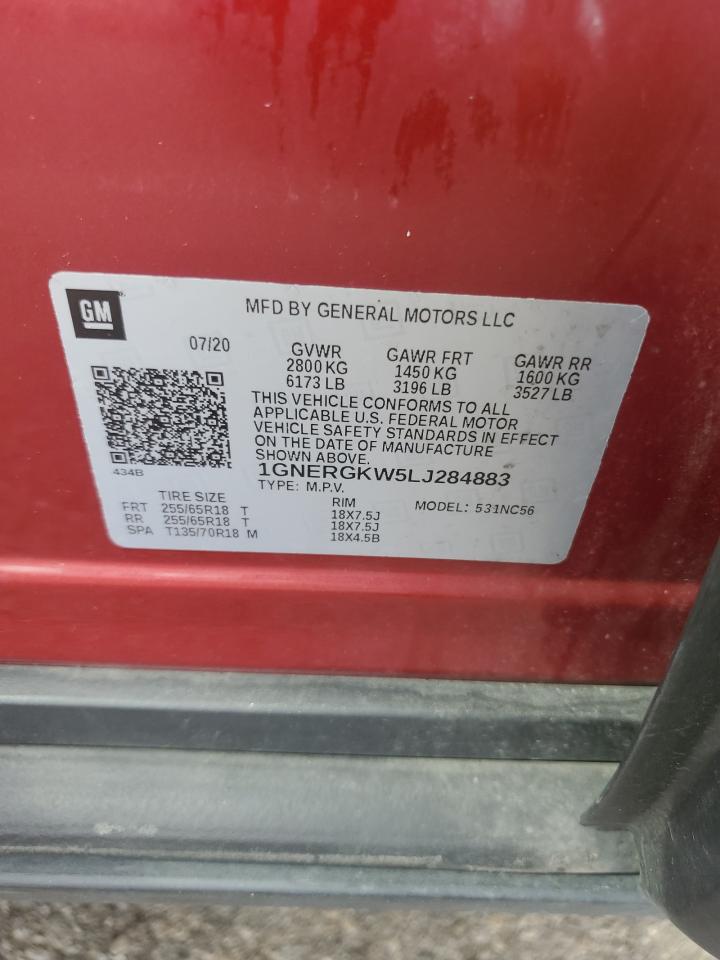 GM
MFD BY GENERAL MOTORS LLC
07/20
GVWR GAWR FRT GAWR RR
2800 KG 1450 KG 1600 KG
6173 LB 3196 LB 3527 LB
THIS VEHICLE CONFORMS TO ALL
APPLICABLE U.S. FEDERAL MOTOR
VEHICLE SAFETY STANDARDS IN EFFECT
ON THE DATE OF MANUFACTURE
SHOWN ABOVE.
434B
1GNERGKW5LJ284883
TYPE: M.P.V. MODEL: 531NC56
TIRE SIZE RIM
FRT 255/65R18 T 18X7.5J
RR 255/65R18 T 18X7.5J
SPA T135/70R18 M 18X4.5B